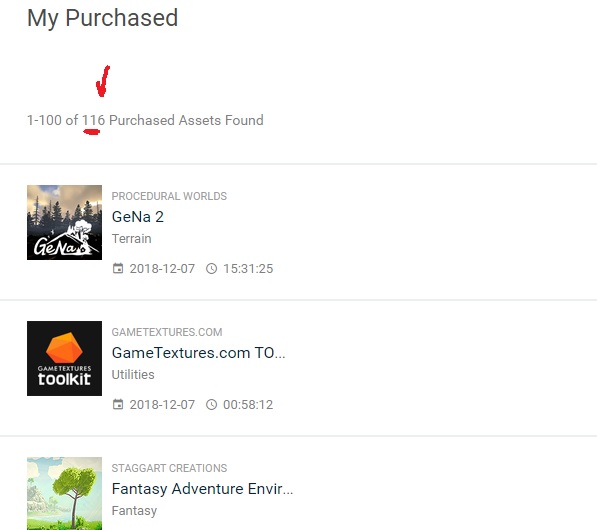 My Purchased
1-100 of 116 Purchased Assets Found
PROCEDURAL WORLDS
GeNa 2
Terrain
2018-12-07 15:31:25
GeNa
GAMETEXTURES.COM
GameTextures.com TO...
Utilities
2018-12-07 00:58:12
GAMETEXTURES
toolkit
STAGGART CREATIONS
Fantasy Adventure Envir...
Fantasy